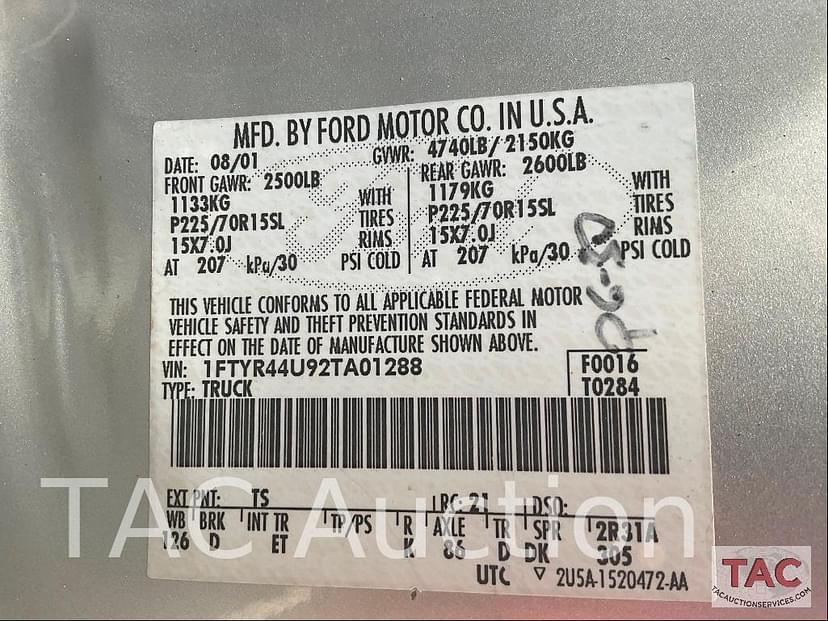 MFD. BY FORD MOTOR CO. IN U.S.A.
DATE: 08/01 GVWR: 4740LB/ 2150KG
FRONT GAWR: 2500LB REAR GAWR: 2600LB
1133KG WITH 1179KG WITH
P225/70R15SL TIRES P225/70R15SL TIRES
15X7.0J RIMS 15X7.0J RIMS
AT 207 kPa/30 PSI COLD AT 207 kPa/30 PSI COLD
THIS VEHICLE CONFORMS TO ALL APPLICABLE FEDERAL MOTOR
VEHICLE SAFETY AND THEFT PREVENTION STANDARDS IN
EFFECT ON THE DATE OF MANUFACTURE SHOWN ABOVE.
VIN: 1FTYR44U92TA01288 F0016
TYPE: TRUCK T0284
EXT PNT: TS RC: 21 DSO:
WB BRK INT TR TP/PS R AXLE TR SPR 2R31A
126 D ET K 86 D DK 305
UTC ▽ 2U5A-1520472-AA
TAC Auction
TAC
TACAUCTIONSERVICES.COM